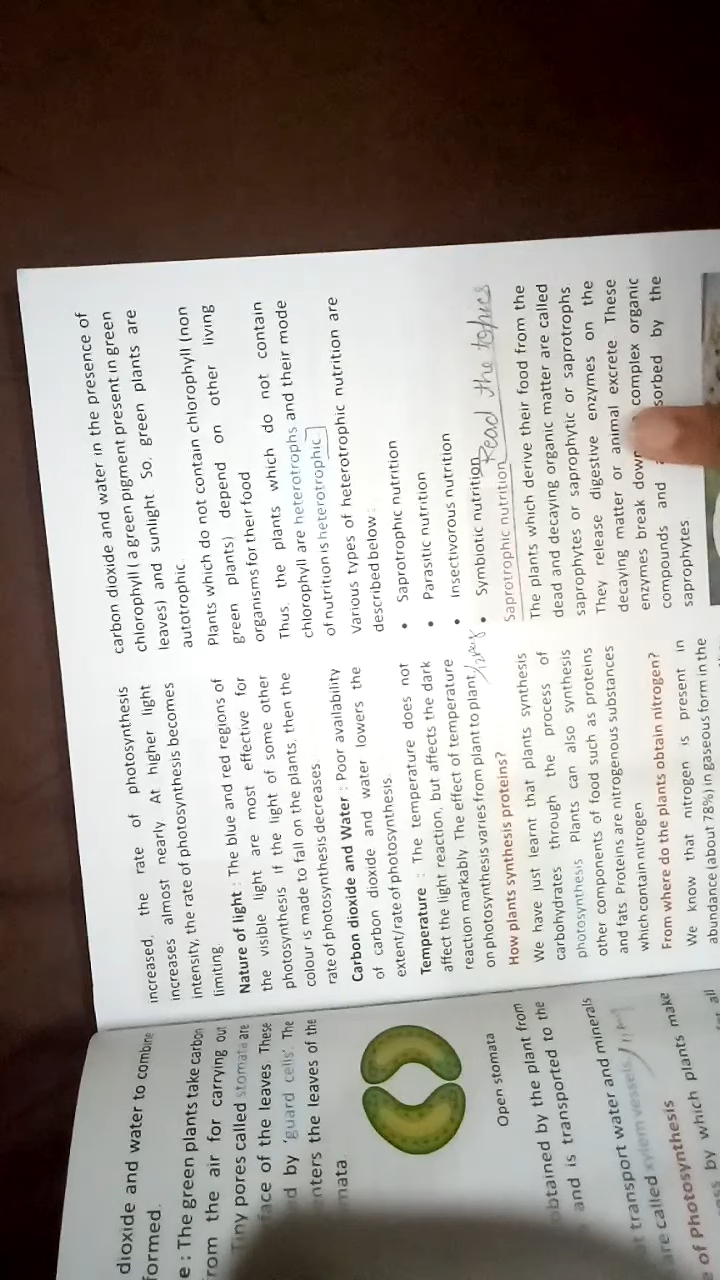 dioxide and water to combine
formed.
e : The green plants take carbon
rom the air for carrying out
Tiny pores called stomata are
face of the leaves These
d by 'guard cells'. The
nters the leaves of the
mata
Open stomata
btained by the plant from
and is transported to the
t transport water and minerals
are called xylem vessels
of Photosynthesis
ess by which plants make
all
increased, the rate of photosynthesis
increases almost nearly At higher light
intensity, the rate of photosynthesis becomes
limiting
Nature of light : The blue and red regions of
the visible light are most effective for
photosynthesis If the light of some other
colour is made to fall on the plants, then the
rate of photosynthesis decreases
Carbon dioxide and Water : Poor availability
of carbon dioxide and water lowers the
extent/rate of photosynthesis.
Temperature : The temperature does not
affect the light reaction, but affects the dark
reaction markably The effect of temperature
on photosynthesis varies from plant to plant
How plants synthesis proteins?
We have just learnt that plants synthesis
carbohydrates through the process of
photosynthesis Plants can also synthesis
other components of food such as proteins
and fats Proteins are nitrogenous substances
which contain nitrogen
From where do the plants obtain nitrogen?
We know that nitrogen is present in
abundance (about 78%) in gaseous form in the
carbon dioxide and water in the presence of
chlorophyll ( a green pigment present in green
leaves) and sunlight So, green plants are
autotrophic.
Plants which do not contain chlorophyll (non
green plants) depend on other living
organisms for their food
Thus, the plants which do not contain
chlorophyll are heterotrophs and their mode
of nutrition is heterotrophic.
Various types of heterotrophic nutrition are
described below :
• Saprotrophic nutrition
• Parasitic nutrition
• Insectivorous nutrition
• Symbiotic nutrition
Read the topics
Saprotrophic nutrition
The plants which derive their food from the
dead and decaying organic matter are called
saprophytes or saprophytic or saprotrophs
They release digestive enzymes on the
decaying matter or animal excrete These
enzymes break down complex organic
compounds and sorbed by the
saprophytes